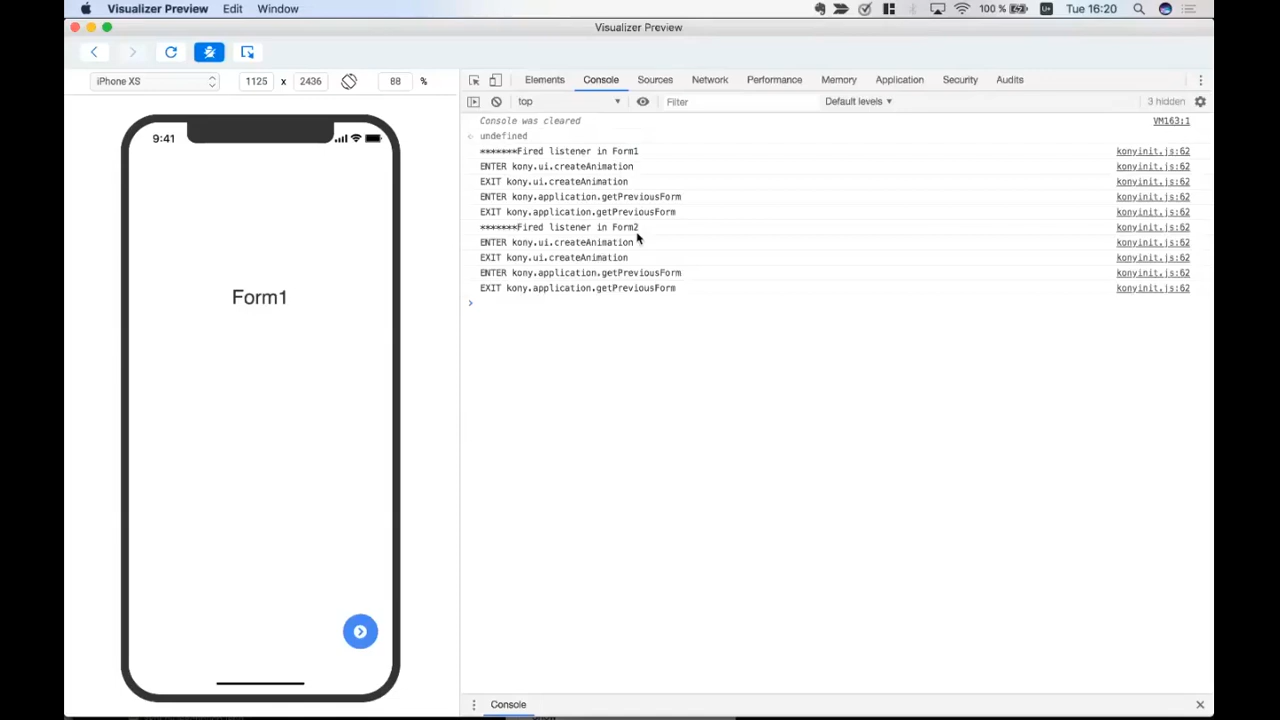 Visualizer Preview Edit Window 100 % Tue 16:20
Visualizer Preview
iPhone XS 1125 x 2436 88 %
Elements Console Sources Network Performance Memory Application Security Audits
top Filter Default levels 3 hidden
Console was cleared VM163:1
undefined
*******Fired listener in Form1 konyinit.js:62
ENTER kony.ui.createAnimation konyinit.js:62
EXIT kony.ui.createAnimation konyinit.js:62
ENTER kony.application.getPreviousForm konyinit.js:62
EXIT kony.application.getPreviousForm konyinit.js:62
*******Fired listener in Form2 konyinit.js:62
ENTER kony.ui.createAnimation konyinit.js:62
EXIT kony.ui.createAnimation konyinit.js:62
ENTER kony.application.getPreviousForm konyinit.js:62
EXIT kony.application.getPreviousForm konyinit.js:62
9:41
Form1
Console